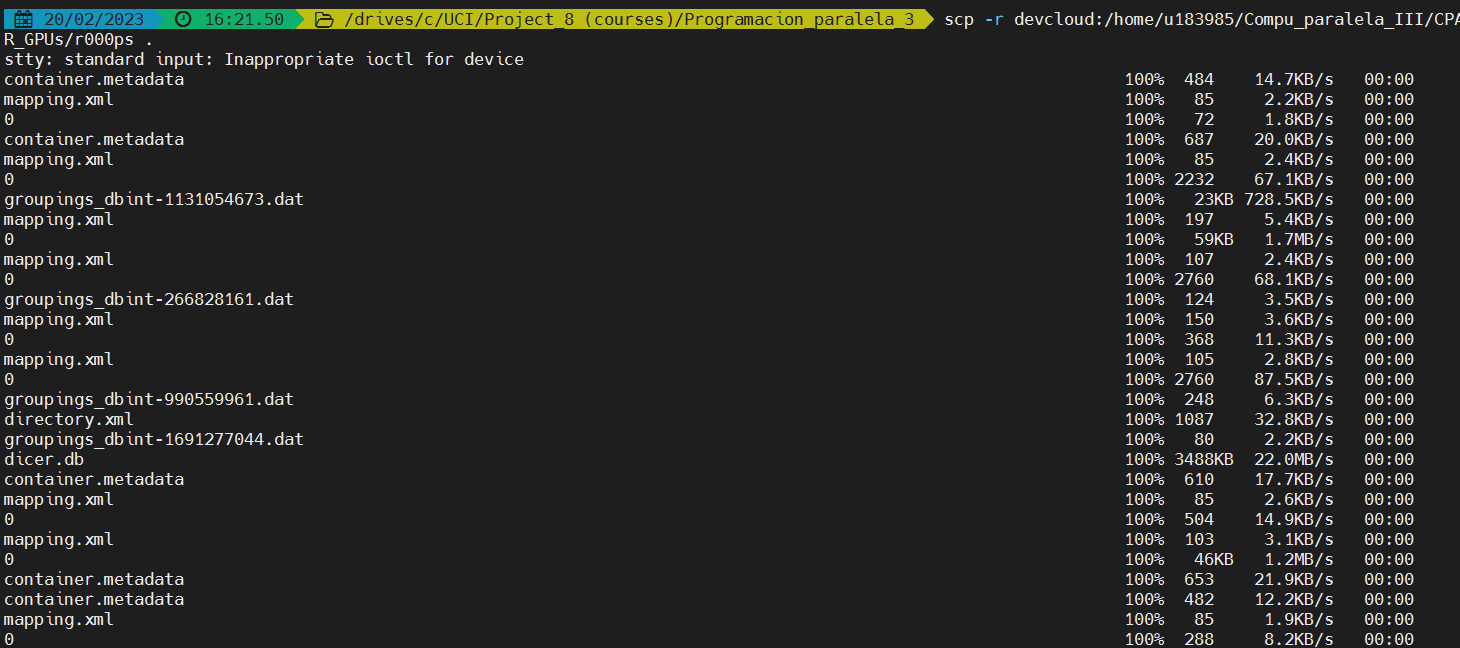 20/02/2023 16:21.50 /drives/c/UCI/Project_8 (courses)/Programacion_paralela_3 scp -r devcloud:/home/u183985/Compu_paralela_III/CPA
R_GPUs/r000ps .
stty: standard input: Inappropriate ioctl for device
container.metadata 100% 484 14.7KB/s 00:00
mapping.xml 100% 85 2.2KB/s 00:00
0 100% 72 1.8KB/s 00:00
container.metadata 100% 687 20.0KB/s 00:00
mapping.xml 100% 85 2.4KB/s 00:00
0 100% 2232 67.1KB/s 00:00
groupings_dbint-1131054673.dat 100% 23KB 728.5KB/s 00:00
mapping.xml 100% 197 5.4KB/s 00:00
0 100% 59KB 1.7MB/s 00:00
mapping.xml 100% 107 2.4KB/s 00:00
0 100% 2760 68.1KB/s 00:00
groupings_dbint-266828161.dat 100% 124 3.5KB/s 00:00
mapping.xml 100% 150 3.6KB/s 00:00
0 100% 368 11.3KB/s 00:00
mapping.xml 100% 105 2.8KB/s 00:00
0 100% 2760 87.5KB/s 00:00
groupings_dbint-990559961.dat 100% 248 6.3KB/s 00:00
directory.xml 100% 1087 32.8KB/s 00:00
groupings_dbint-1691277044.dat 100% 80 2.2KB/s 00:00
dicer.db 100% 3488KB 22.0MB/s 00:00
container.metadata 100% 610 17.7KB/s 00:00
mapping.xml 100% 85 2.6KB/s 00:00
0 100% 504 14.9KB/s 00:00
mapping.xml 100% 103 3.1KB/s 00:00
0 100% 46KB 1.2MB/s 00:00
container.metadata 100% 653 21.9KB/s 00:00
container.metadata 100% 482 12.2KB/s 00:00
mapping.xml 100% 85 1.9KB/s 00:00
0 100% 288 8.2KB/s 00:00